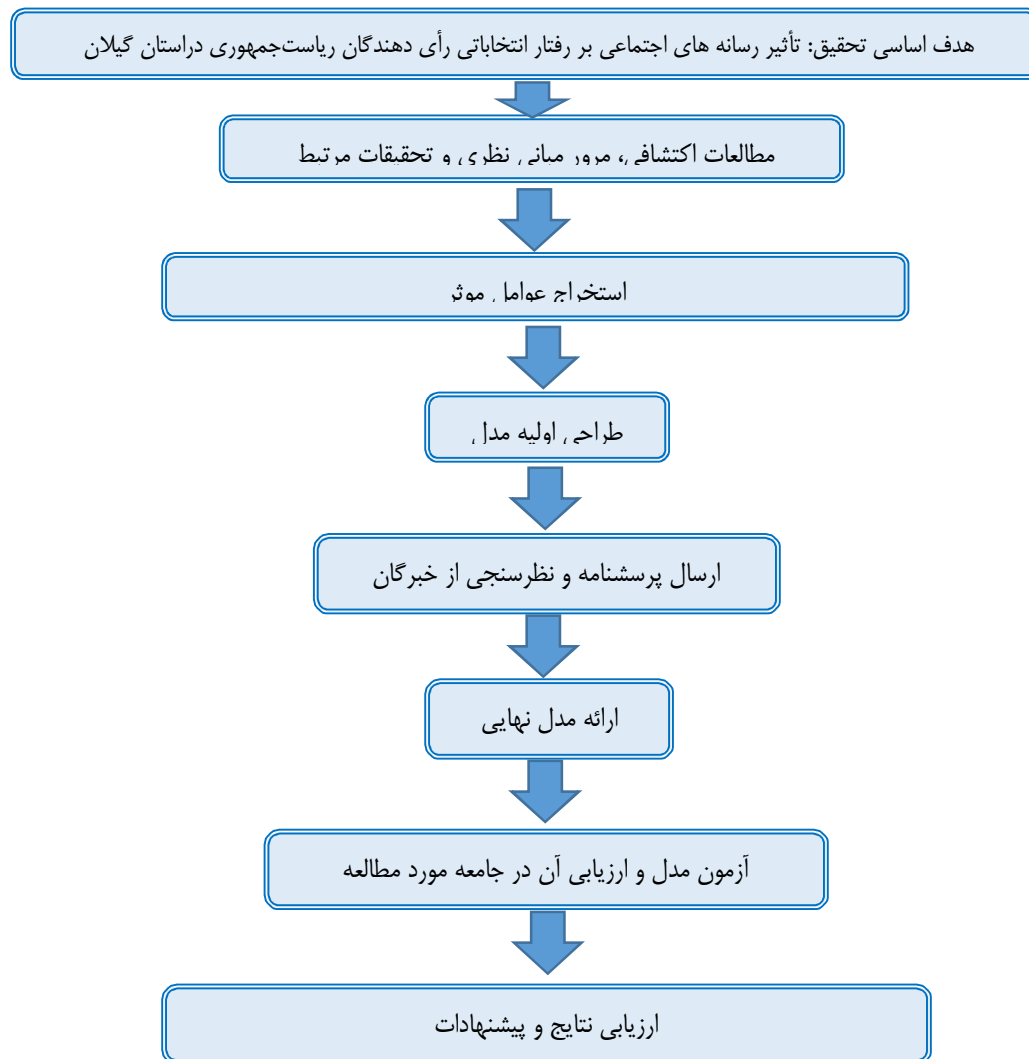 هدف اساسی تحقیق: تأثیر رسانه های اجتماعی بر رفتار انتخاباتی رأی دهندگان ریاست‌جمهوری دراستان گیلان
مطالعات اکتشافی، مرور مبانی نظری و تحقیقات مرتبط
استخراج عوامل موثر
طراحی اولیه مدل
ارسال پرسشنامه و نظرسنجی از خبرگان
ارائه مدل نهایی
آزمون مدل و ارزیابی آن در جامعه مورد مطالعه
ارزیابی نتایج و پیشنهادات